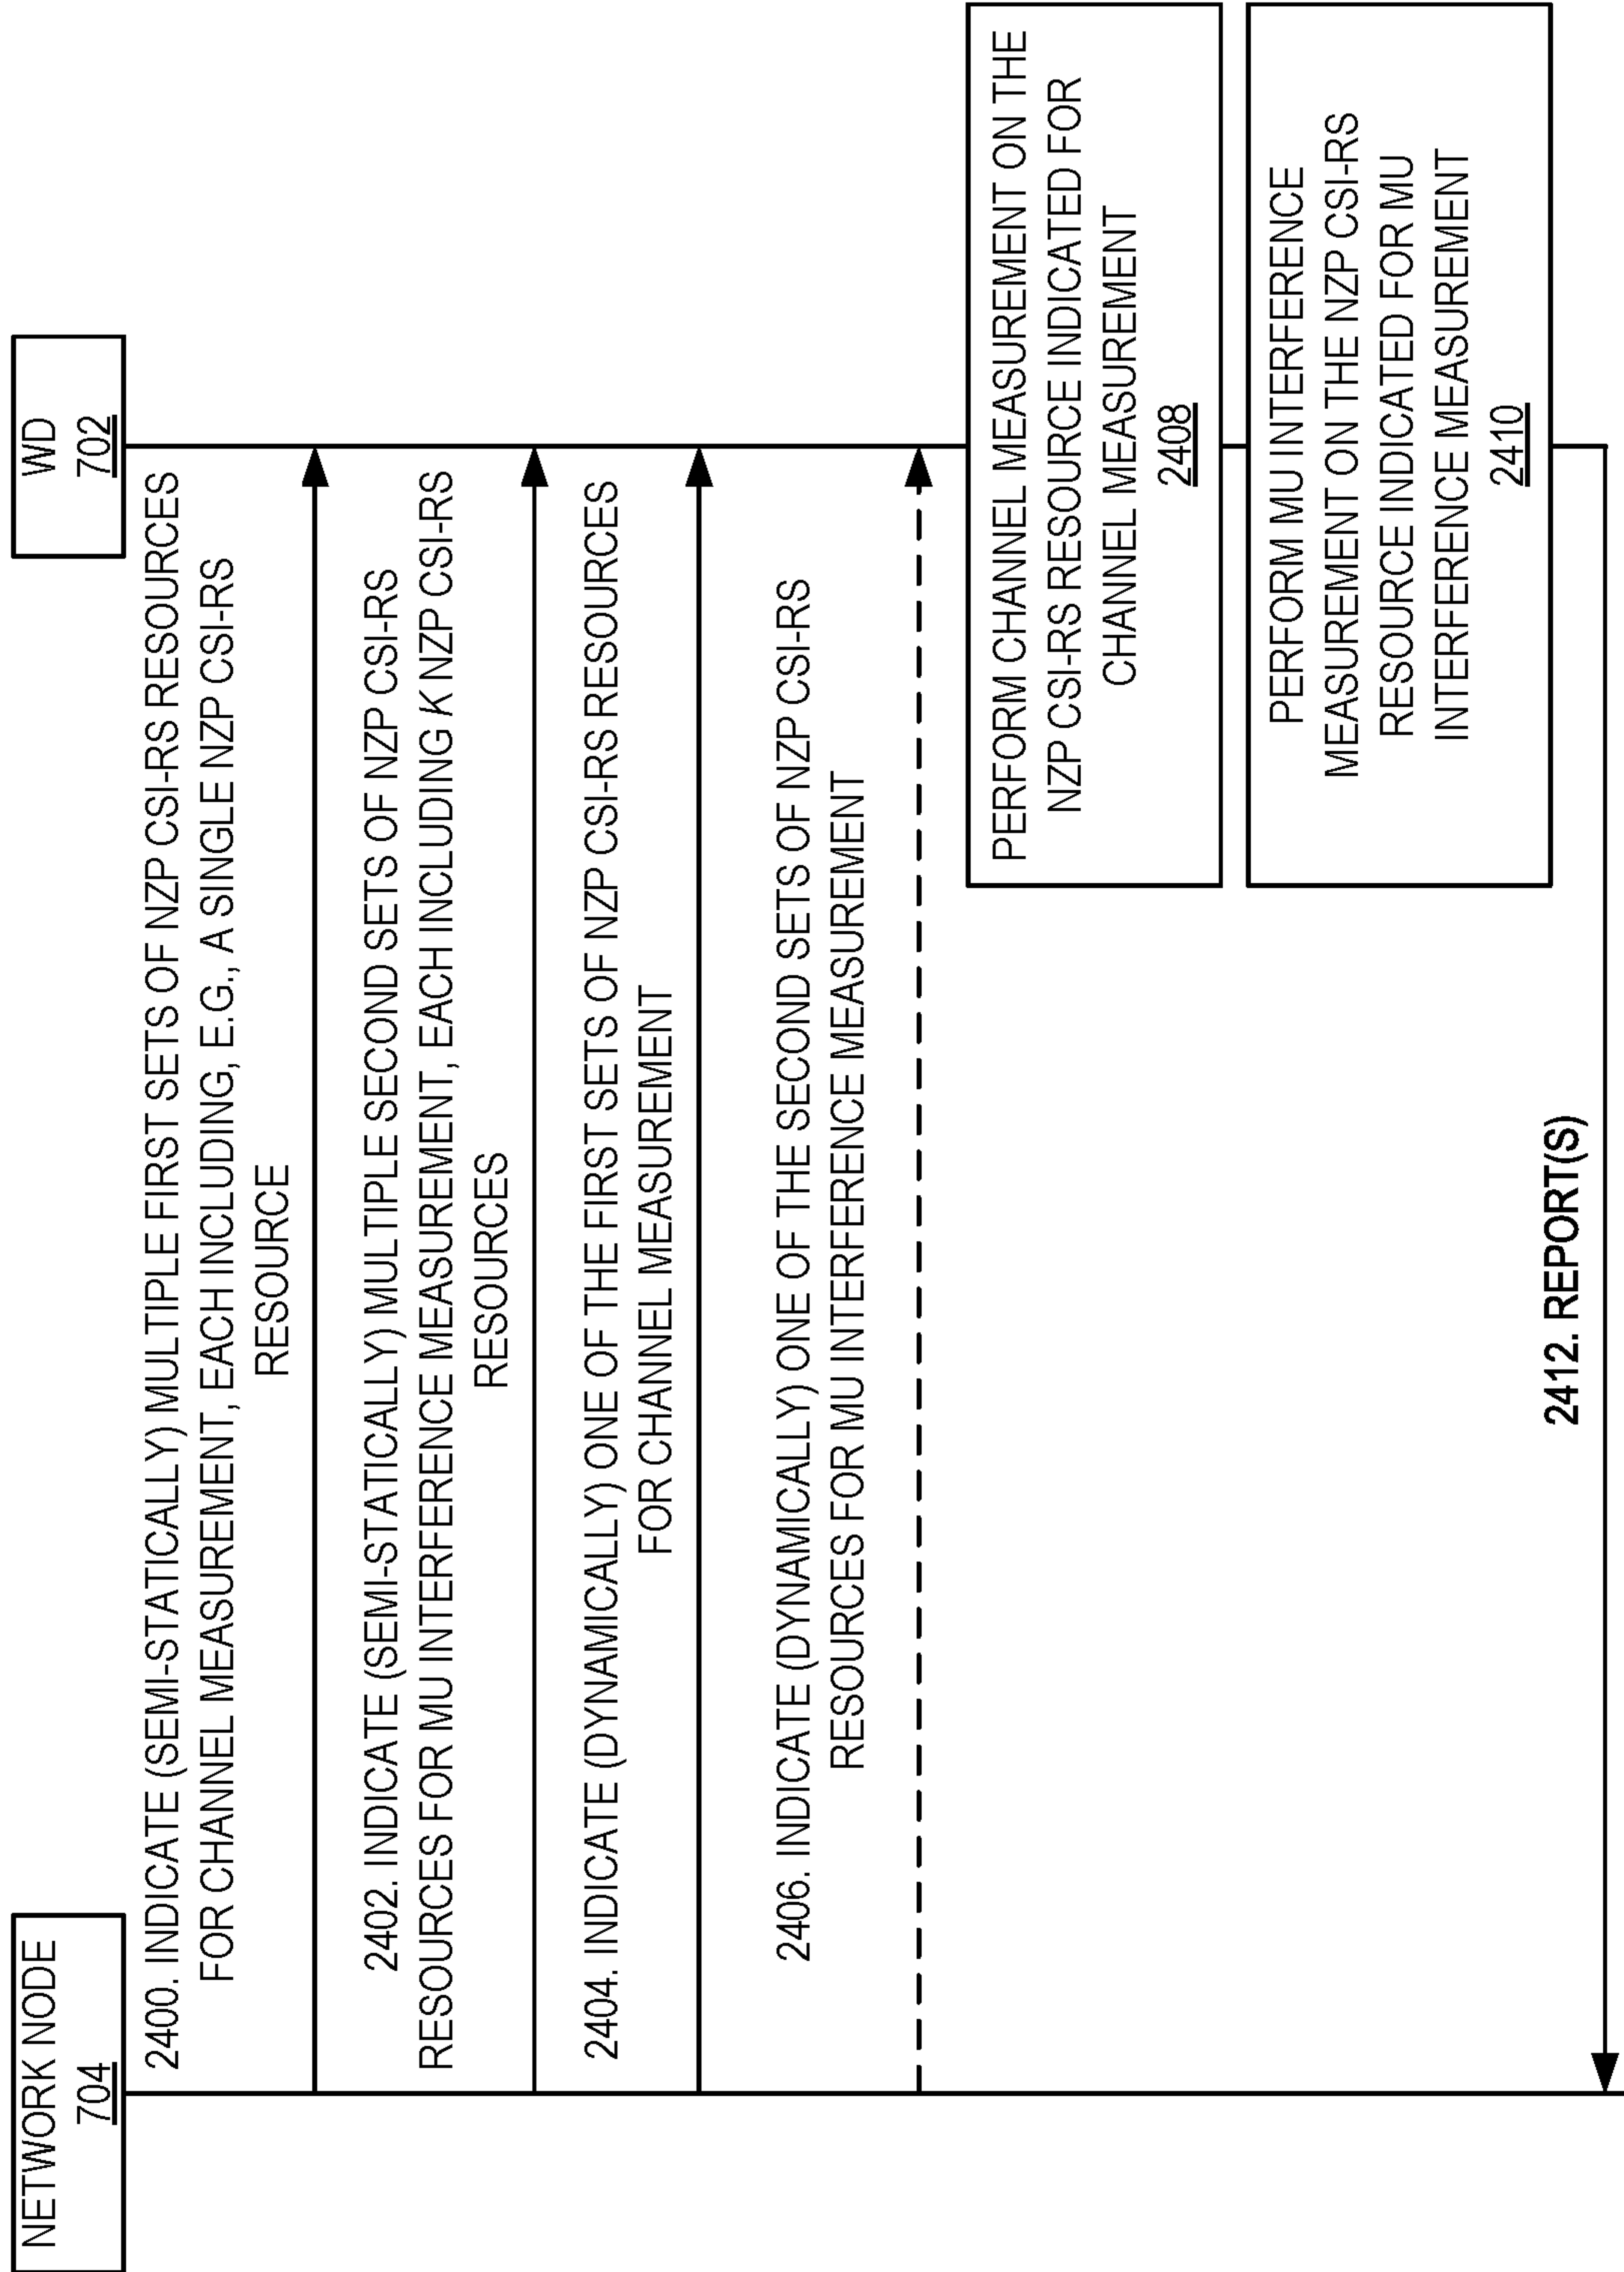 NETWORK NODE
704
WD
702
2400. INDICATE (SEMI-STATICALLY) MULTIPLE FIRST SETS OF NZP CSI-RS RESOURCES
FOR CHANNEL MEASUREMENT, EACH INCLUDING, E.G., A SINGLE NZP CSI-RS
RESOURCE
2402. INDICATE (SEMI-STATICALLY) MULTIPLE SECOND SETS OF NZP CSI-RS
RESOURCES FOR MU INTERFERENCE MEASUREMENT, EACH INCLUDING K NZP CSI-RS
RESOURCES
2404. INDICATE (DYNAMICALLY) ONE OF THE FIRST SETS OF NZP CSI-RS RESOURCES
FOR CHANNEL MEASUREMENT
2406. INDICATE (DYNAMICALLY) ONE OF THE SECOND SETS OF NZP CSI-RS
RESOURCES FOR MU INTERFERENCE MEASUREMENT
PERFORM CHANNEL MEASUREMENT ON THE
NZP CSI-RS RESOURCE INDICATED FOR
CHANNEL MEASUREMENT
2408
PERFORM MU INTERFERENCE
MEASUREMENT ON THE NZP CSI-RS
RESOURCE INDICATED FOR MU
INTERFERENCE MEASUREMENT
2410
2412. REPORT(S)